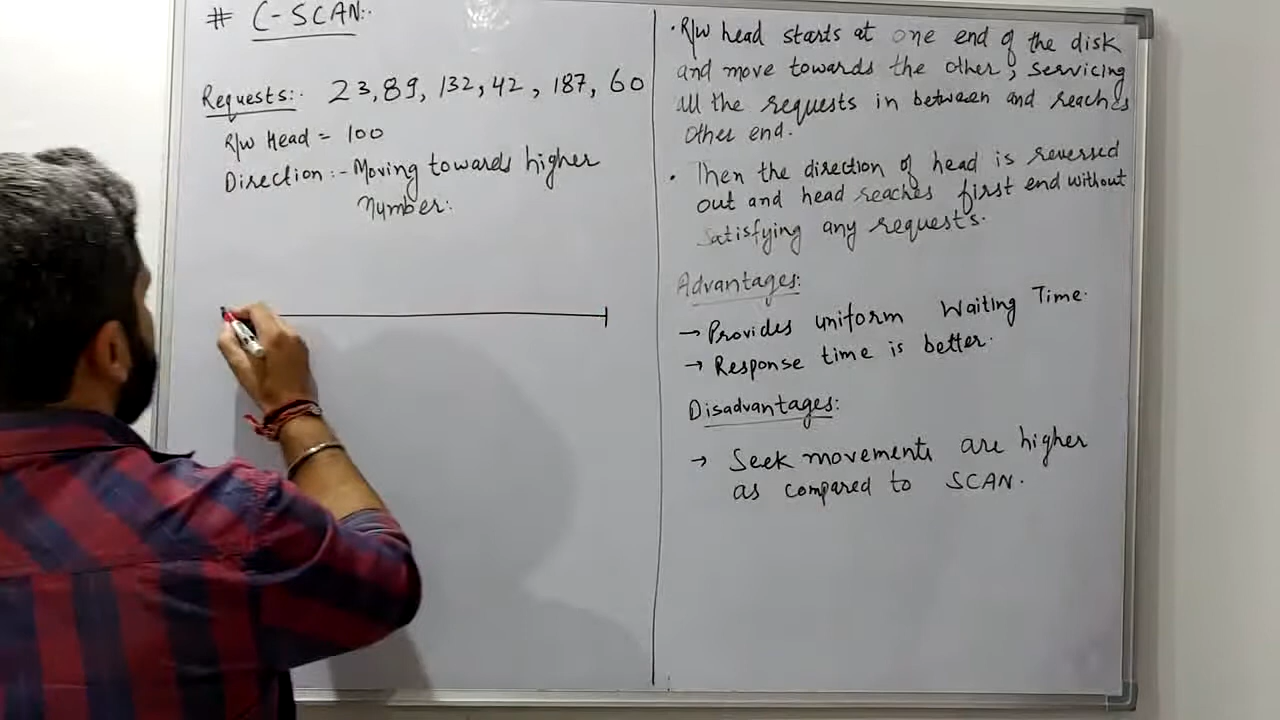 # C-SCAN:.
Requests:. 23, 89, 132, 42, 187, 60
R/W Head = 100
Direction :- Moving towards higher
Number:.
• R/W head starts at one end of the disk
and move towards the other, servicing
all the requests in between and reaches
other end.
• Then the direction of head is reversed
out and head reaches first end without
satisfying any requests.
Advantages:
→ Provides uniform Waiting Time.
→ Response time is better.
Disadvantages:
→ Seek movements are higher
as compared to SCAN.